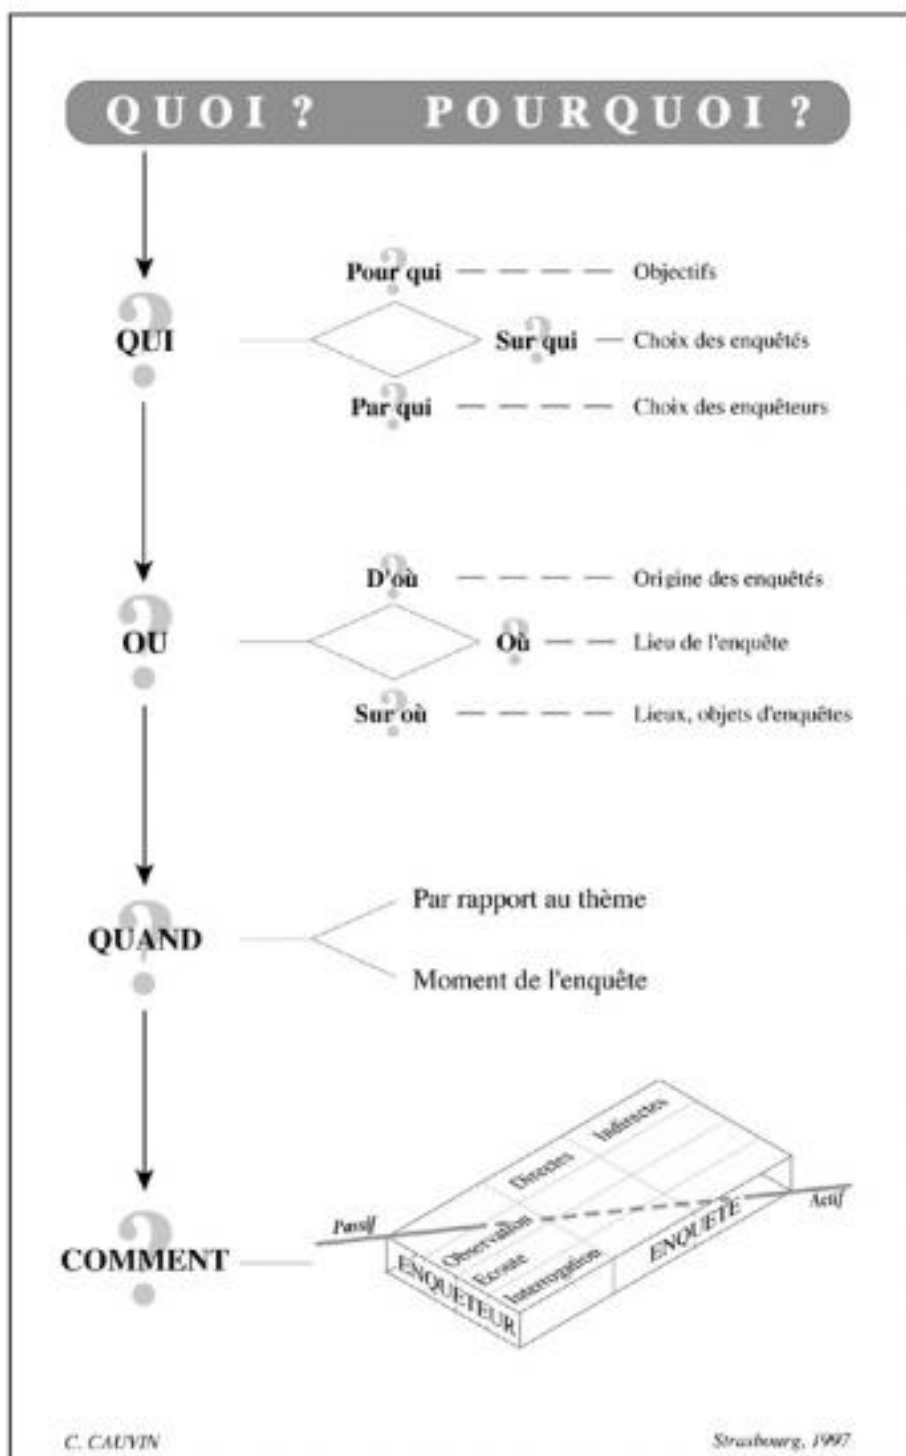 QUOI ? POURQUOI ?
Pour qui ? Objectifs
QUI ? Sur qui ? Choix des enquêtés
Par qui ? Choix des enquêteurs
D'où ? Origine des enquêtés
OU ? Où ? Lieu de l'enquête
Sur où ? Lieux, objets d'enquêtes
QUAND ?
Par rapport au thème
Moment de l'enquête
COMMENT ?
Passif
Directes
Indirectes
Actif
Observation
Ecoute
Interrogation
ENQUETEUR
ENQUETÉ
C. CAUVIN
Strasbourg, 1997